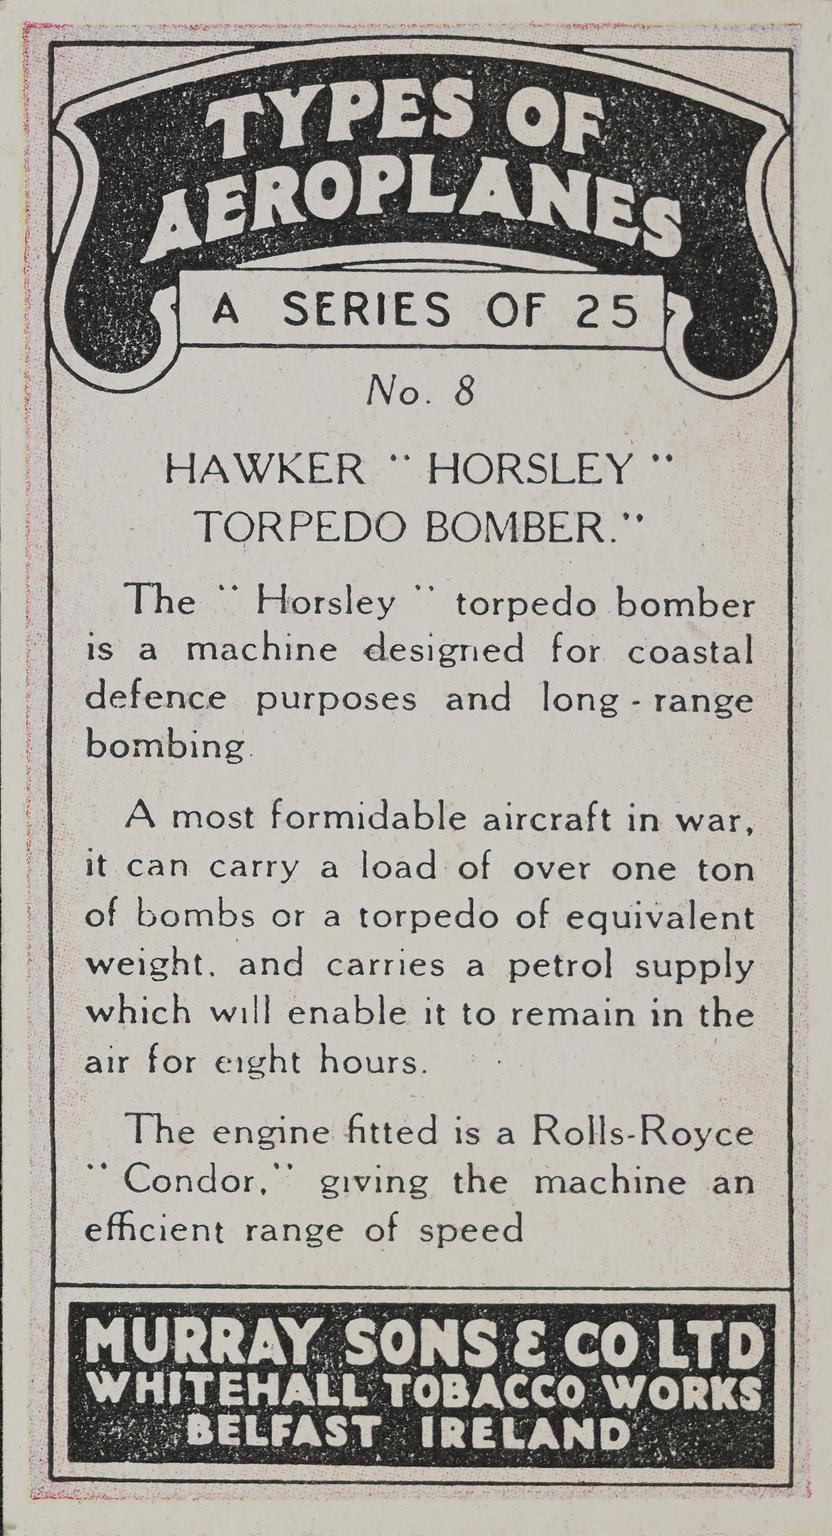 TYPES OF
AEROPLANES
A SERIES OF 25
No. 8
HAWKER " HORSLEY "
TORPEDO BOMBER."
The " Horsley " torpedo bomber
is a machine designed for coastal
defence purposes and long - range
bombing.
A most formidable aircraft in war,
it can carry a load of over one ton
of bombs or a torpedo of equivalent
weight, and carries a petrol supply
which will enable it to remain in the
air for eight hours.
The engine fitted is a Rolls-Royce
" Condor," giving the machine an
efficient range of speed
MURRAY SONS & CO LTD
WHITEHALL TOBACCO WORKS
BELFAST IRELAND